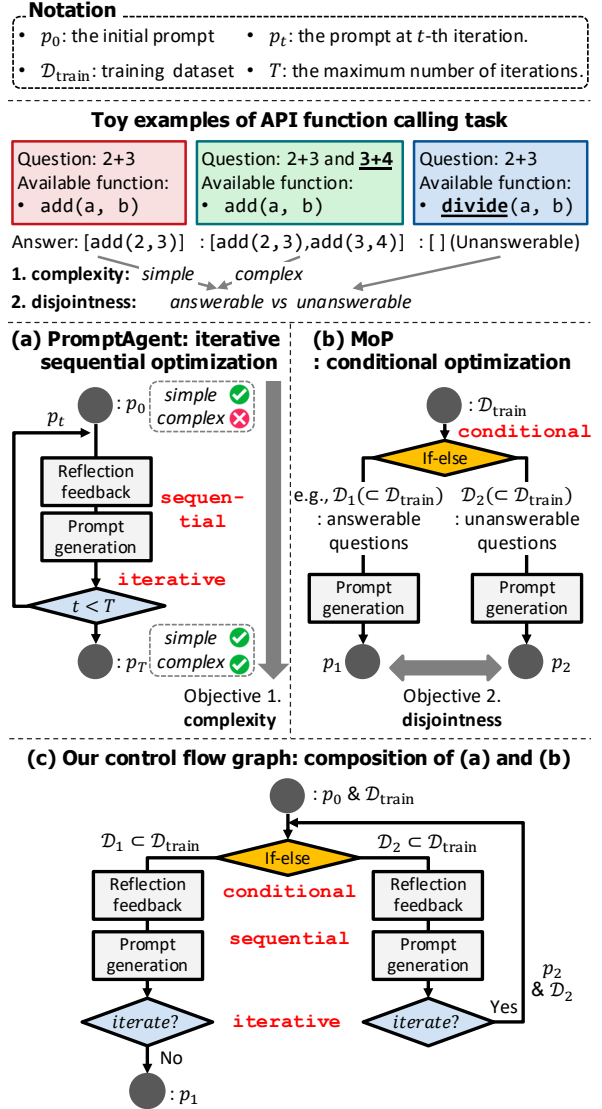 Notation
• p₀: the initial prompt • pₜ: the prompt at t-th iteration.
• 𝒟train: training dataset • T: the maximum number of iterations.
Toy examples of API function calling task
Question: 2+3
Available function:
• add(a, b)
Question: 2+3 and 3+4
Available function:
• add(a, b)
Question: 2+3
Available function:
• divide(a, b)
Answer: [add(2,3)] : [add(2,3),add(3,4)] : [ ] (Unanswerable)
1. complexity: simple complex
2. disjointness: answerable vs unanswerable
(a) PromptAgent: iterative
sequential optimization
: p₀
simple
complex
pₜ
Reflection
feedback
sequen-
tial
Prompt
generation
iterative
t < T
: p_T
simple
complex
Objective 1.
complexity
(b) MoP
: conditional optimization
: 𝒟train
conditional
If-else
e.g., 𝒟₁(⊂ 𝒟train)
: answerable
questions
𝒟₂(⊂ 𝒟train)
: unanswerable
questions
Prompt
generation
Prompt
generation
p₁
p₂
Objective 2.
disjointness
(c) Our control flow graph: composition of (a) and (b)
: p₀ & 𝒟train
𝒟₁ ⊂ 𝒟train
If-else
𝒟₂ ⊂ 𝒟train
Reflection
feedback
conditional
Reflection
feedback
Prompt
generation
sequential
Prompt
generation
p₂
& 𝒟₂
iterate?
iterative
iterate?
Yes
No
: p₁